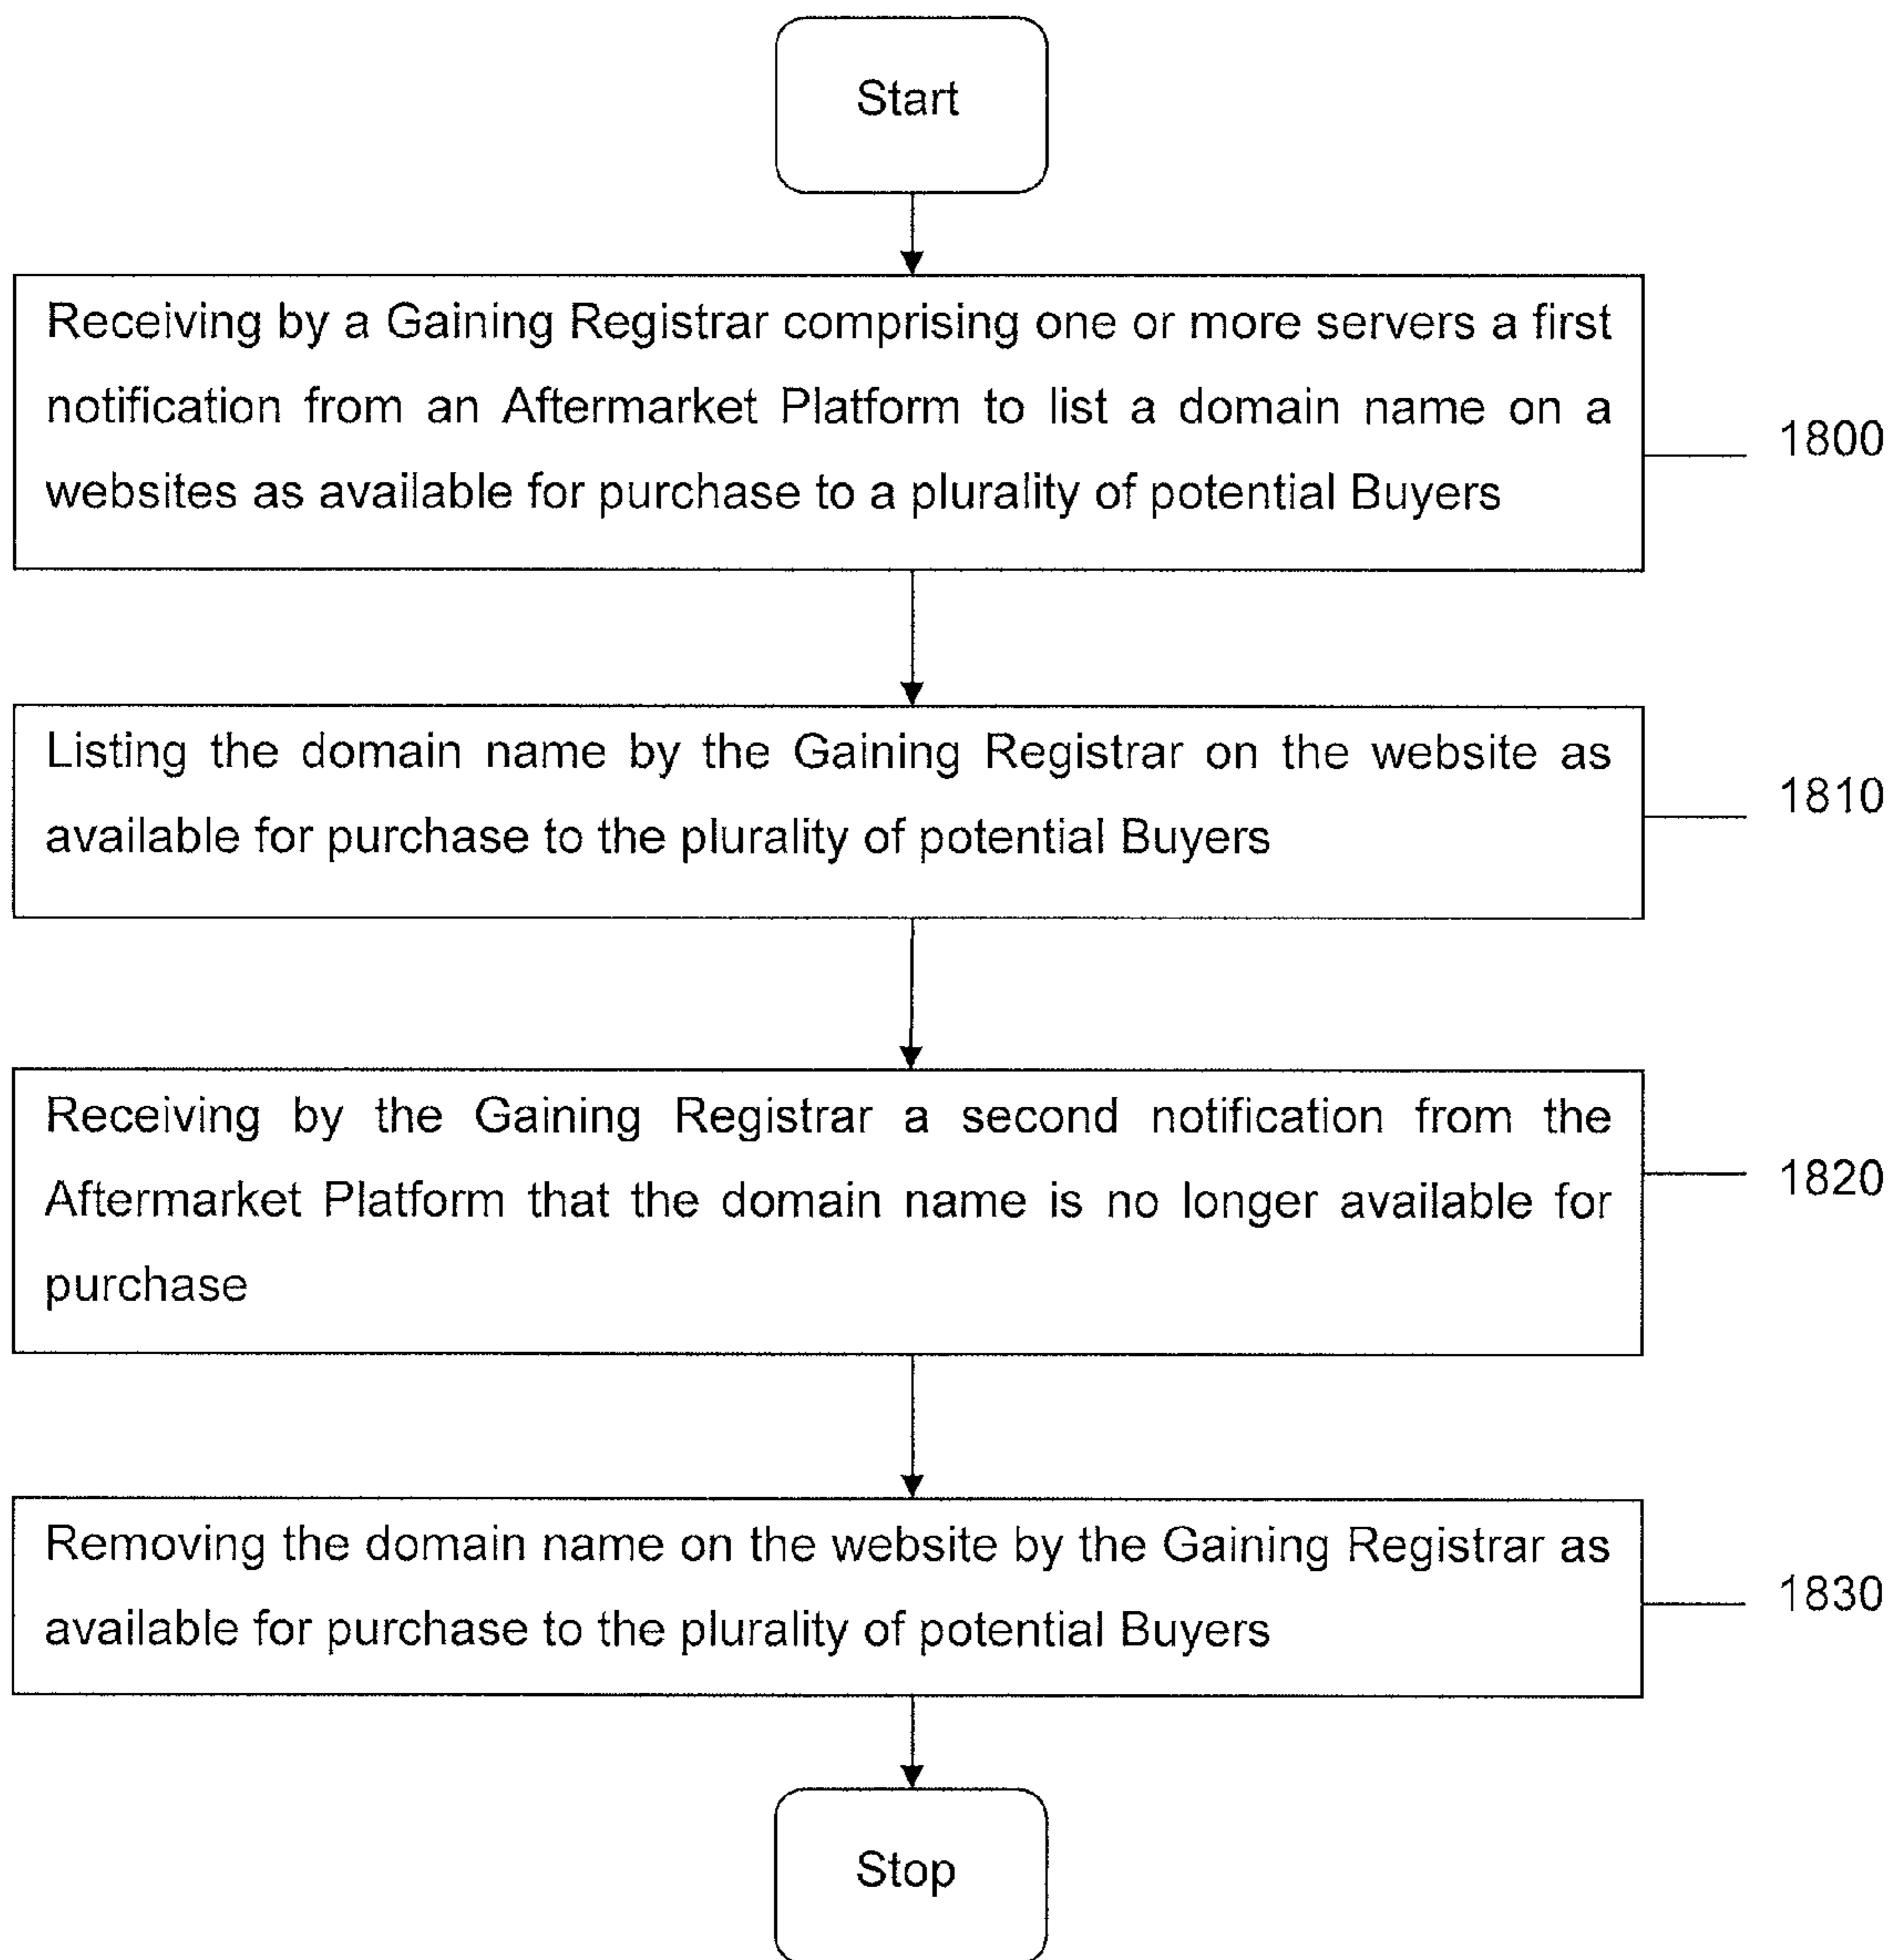 Start
Receiving by a Gaining Registrar comprising one or more servers a first
notification from an Aftermarket Platform to list a domain name on a
websites as available for purchase to a plurality of potential Buyers
1800
Listing the domain name by the Gaining Registrar on the website as
available for purchase to the plurality of potential Buyers
1810
Receiving by the Gaining Registrar a second notification from the
Aftermarket Platform that the domain name is no longer available for
purchase
1820
Removing the domain name on the website by the Gaining Registrar as
available for purchase to the plurality of potential Buyers
1830
Stop